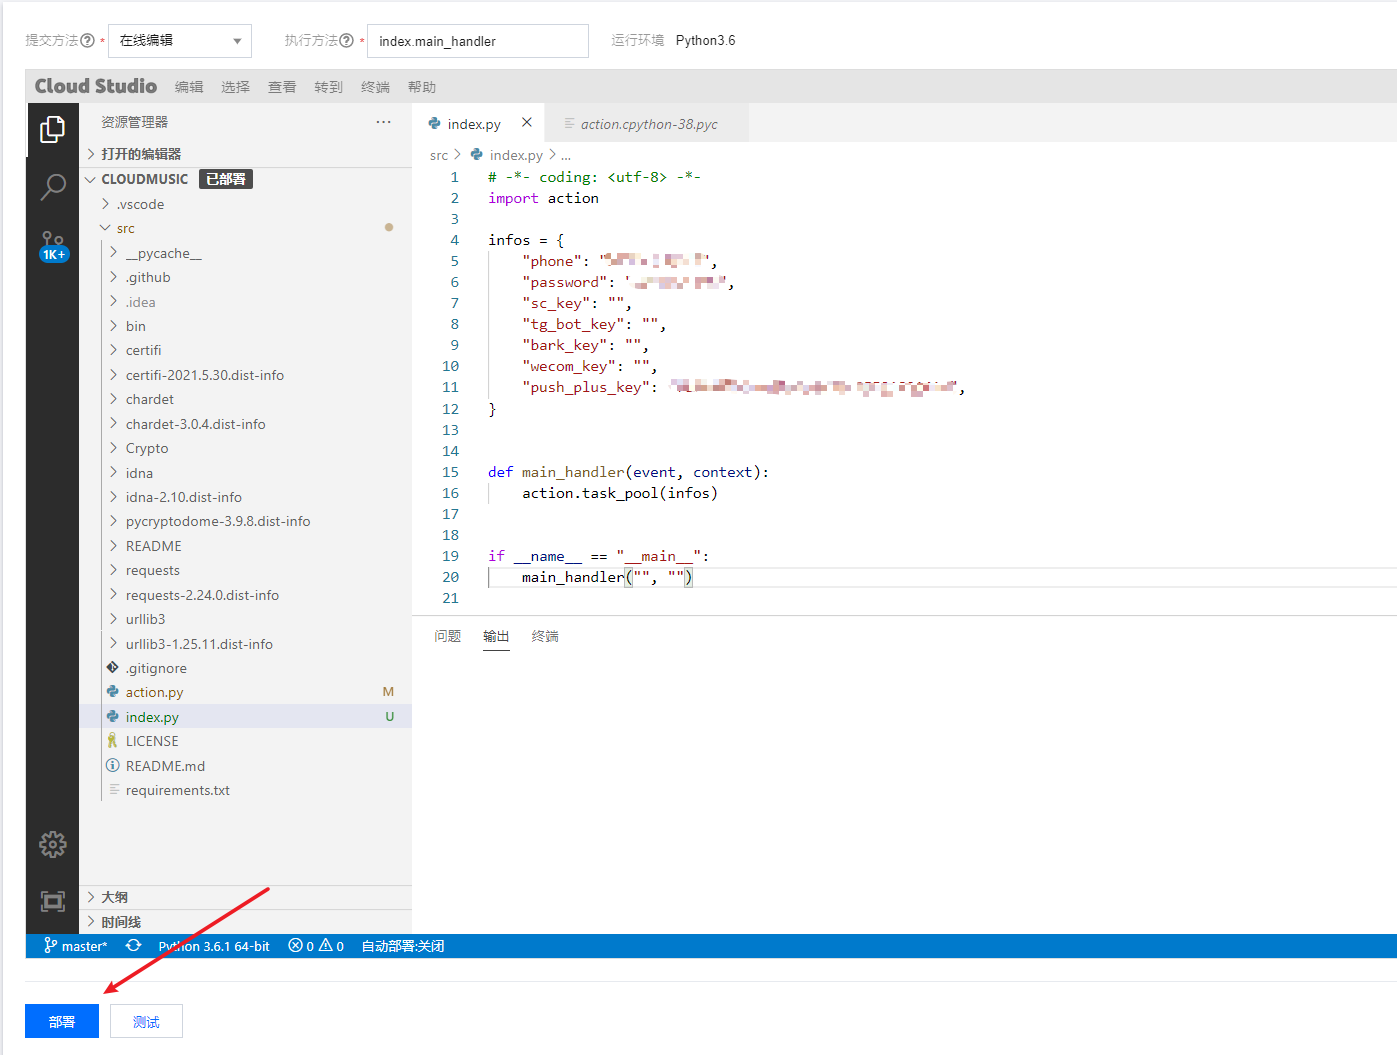 提交方法 * 在线编辑 执行方法 * index.main_handler 运行环境 Python3.6
Cloud Studio 编辑 选择 查看 转到 终端 帮助
资源管理器 ···
index.py × action.cpython-38.pyc
打开的编辑器
src > index.py > ...
CLOUDMUSIC 已部署
.vscode
src
1K+
__pycache__
.github
.idea
bin
certifi
certifi-2021.5.30.dist-info
chardet
chardet-3.0.4.dist-info
Crypto
idna
idna-2.10.dist-info
pycryptodome-3.9.8.dist-info
README
requests
requests-2.24.0.dist-info
urllib3
urllib3-1.25.11.dist-info
.gitignore
action.py M
index.py U
LICENSE
README.md
requirements.txt
大纲
时间线
1 # -*- coding: <utf-8> -*-
2 import action
3
4 infos = {
5 "phone": "",
6 "password": '',
7 "sc_key": "",
8 "tg_bot_key": "",
9 "bark_key": "",
10 "wecom_key": "",
11 "push_plus_key": ",
12 }
13
14
15 def main_handler(event, context):
16 action.task_pool(infos)
17
18
19 if __name__ == "__main__":
20 main_handler("", "")
21
问题 输出 终端
master* Python 3.6.1 64-bit 0 0 自动部署:关闭
部署 测试